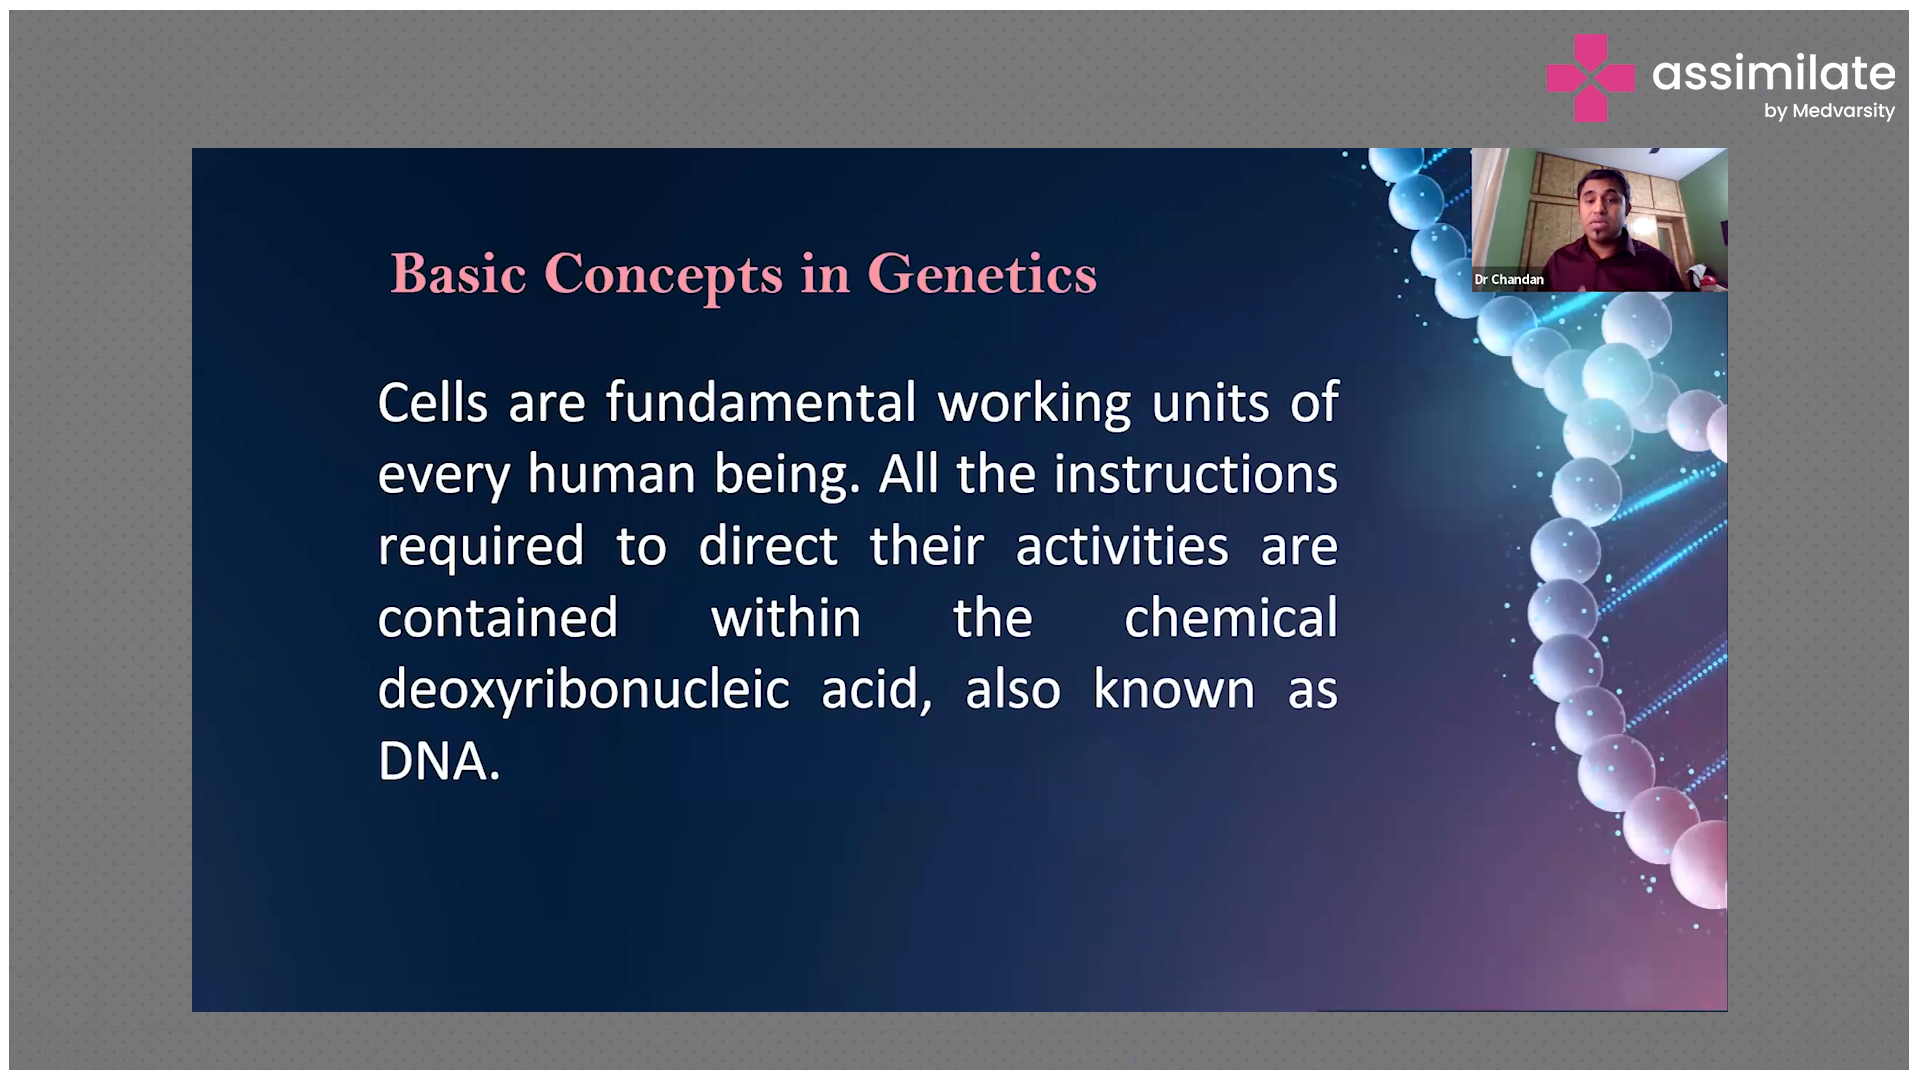 assimilate
by Medvarsity
Dr Chandan
Basic Concepts in Genetics
Cells are fundamental working units of
every human being. All the instructions
required to direct their activities are
contained within the chemical
deoxyribonucleic acid, also known as
DNA.